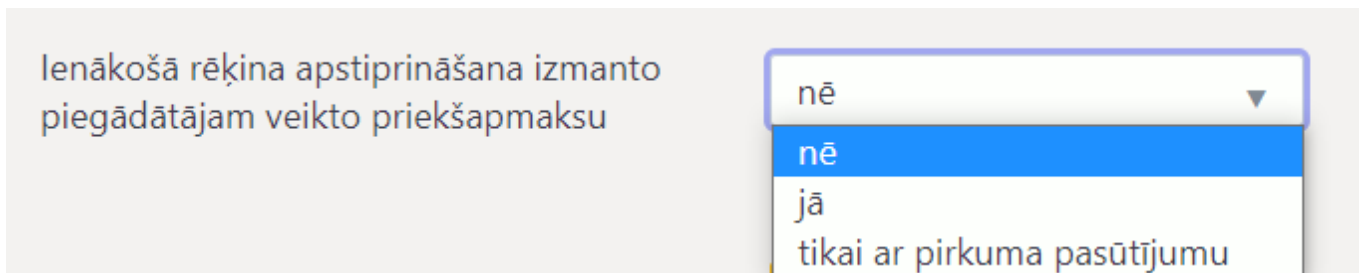 Ienākošā rēķina apstiprināšana izmanto
piegādātājam veikto priekšapmaksu
nē
nē
jā
tikai ar pirkuma pasūtījumu